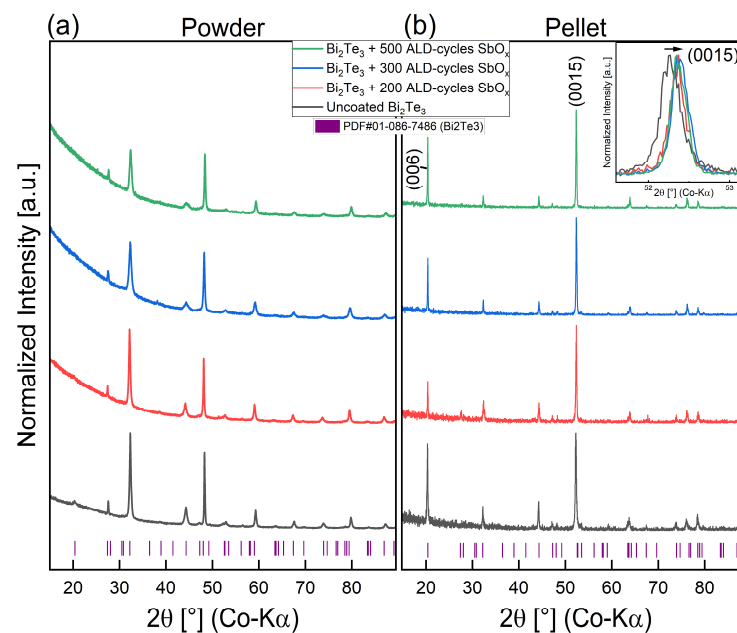 (a) Powder
(b) Pellet
Bi₂Te₃ + 500 ALD-cycles SbOₓ
Bi₂Te₃ + 300 ALD-cycles SbOₓ
Bi₂Te₃ + 200 ALD-cycles SbOₓ
Uncoated Bi₂Te₃
PDF#01-086-7486 (Bi2Te3)
Normalized Intensity [a.u.]
20 30 40 50 60 70 80
2θ [°] (Co-Kα)
(006)
(0015)
Normalized Intensity [a.u.]
(0015)
52 53
2θ [°] (Co-Kα)
20 30 40 50 60 70 80
2θ [°] (Co-Kα)